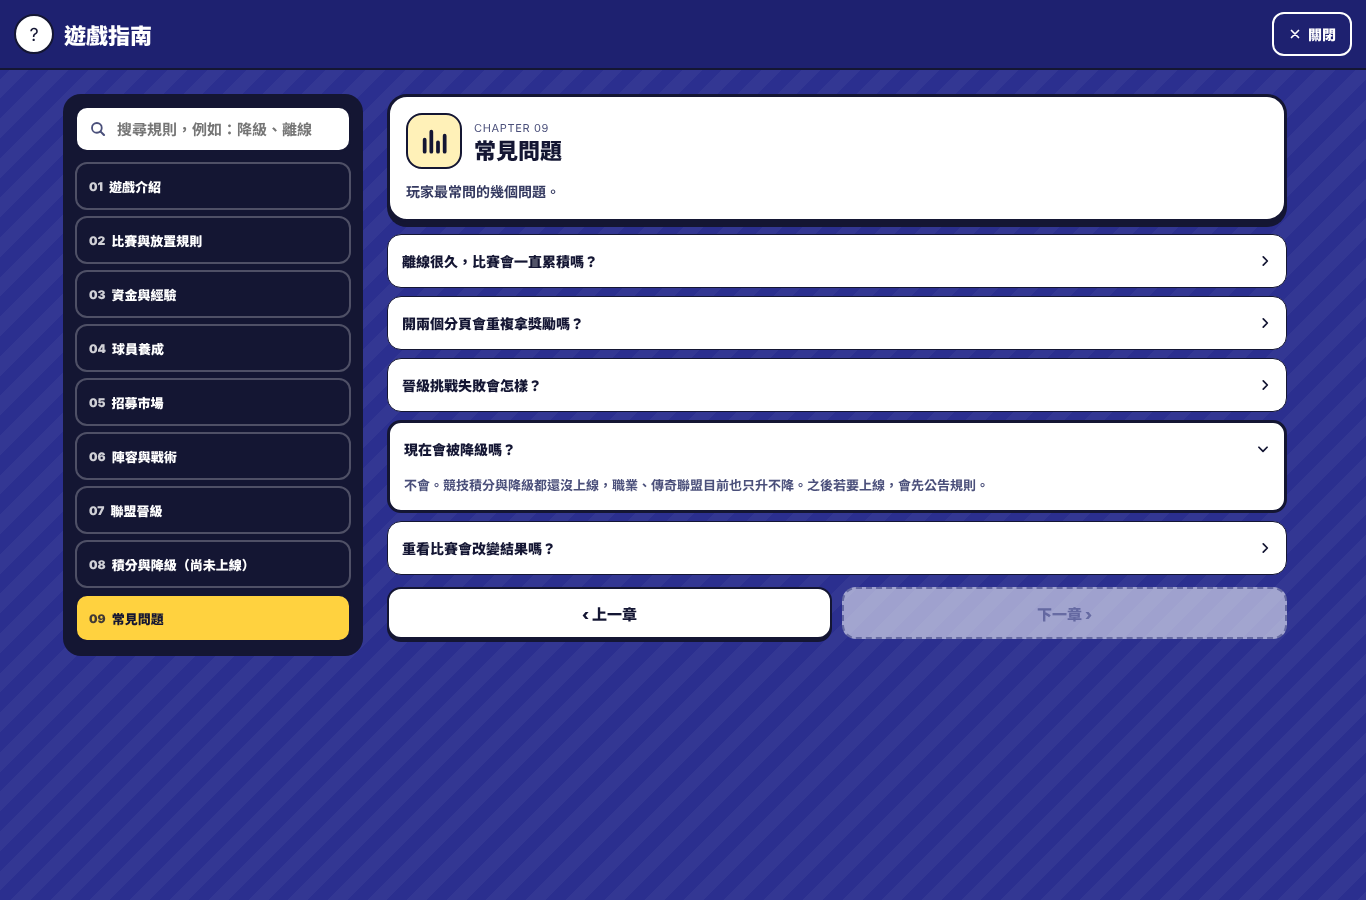 ?
遊戲指南
× 關閉
搜尋規則，例如：降級、離線
01 遊戲介紹
02 比賽與放置規則
03 資金與經驗
04 球員養成
05 招募市場
06 陣容與戰術
07 聯盟晉級
08 積分與降級（尚未上線）
09 常見問題
CHAPTER 09
常見問題
玩家最常問的幾個問題。
離線很久，比賽會一直累積嗎？
開兩個分頁會重複拿獎勵嗎？
晉級挑戰失敗會怎樣？
現在會被降級嗎？
不會。競技積分與降級都還沒上線，職業、傳奇聯盟目前也只升不降。之後若要上線，會先公告規則。
重看比賽會改變結果嗎？
‹ 上一章
下一章 ›